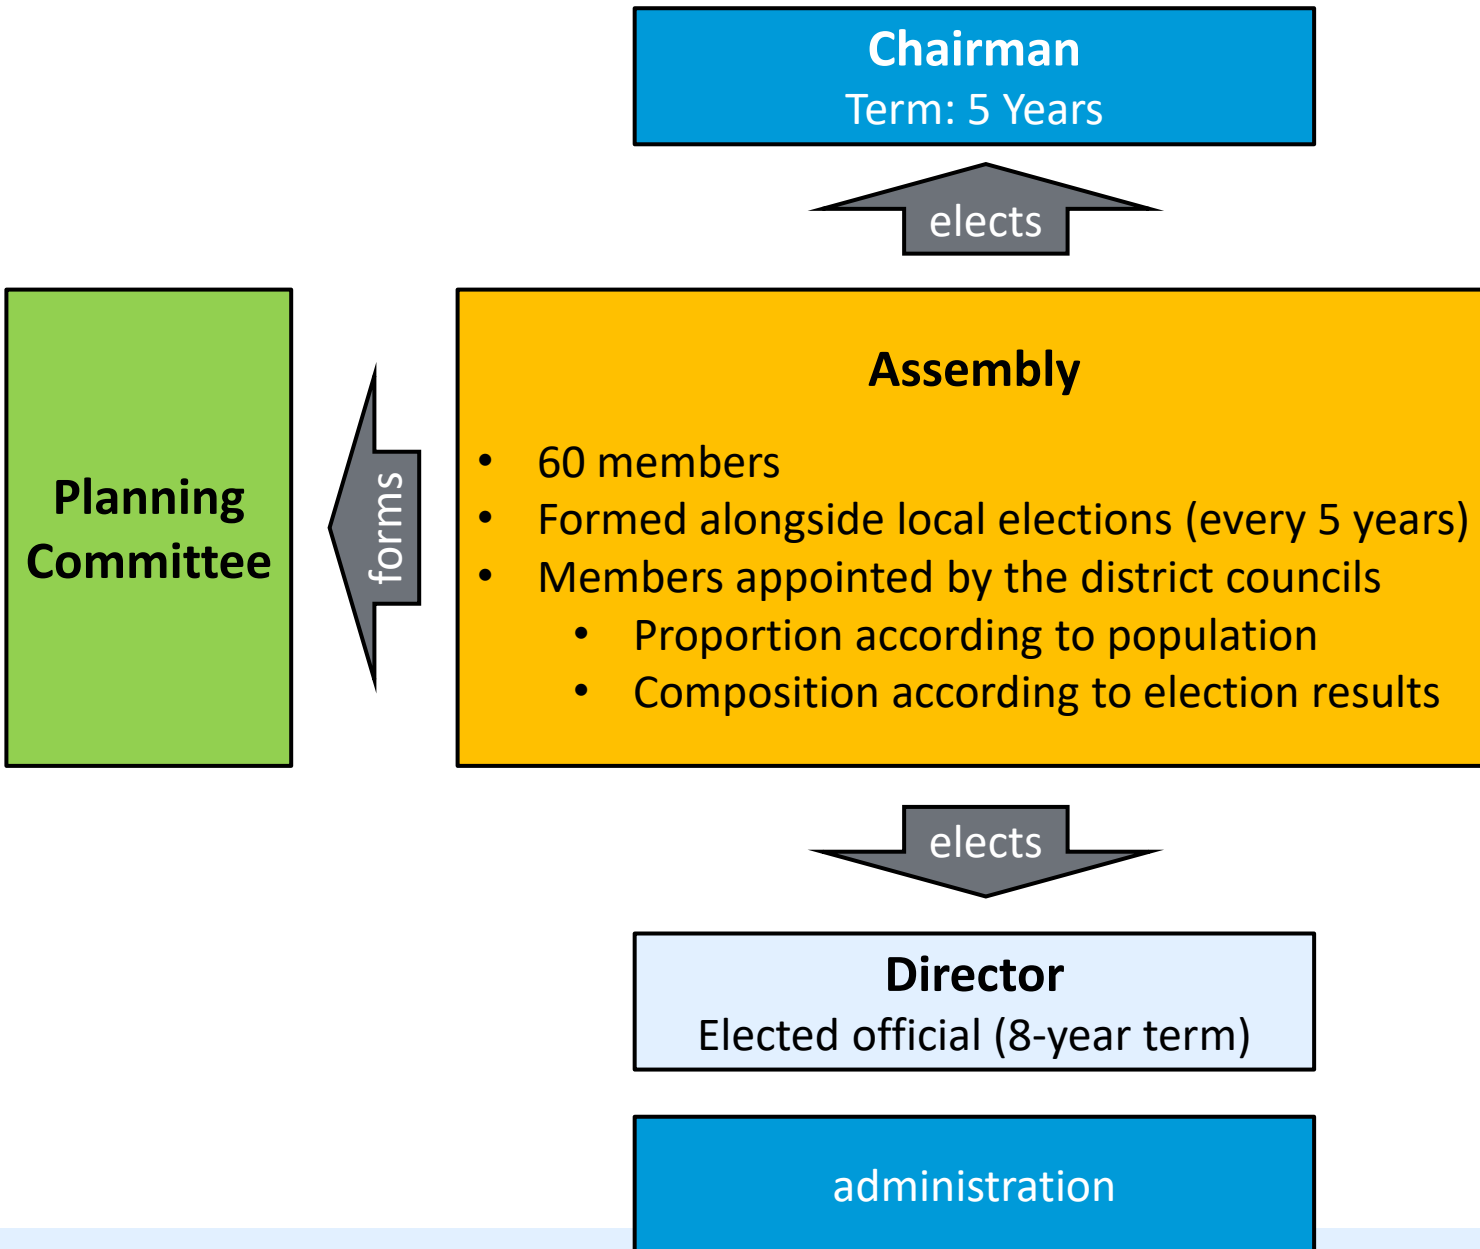 Chairman
Term: 5 Years
elects
Planning
Committee
forms
Assembly
• 60 members
• Formed alongside local elections (every 5 years)
• Members appointed by the district councils
• Proportion according to population
• Composition according to election results
elects
Director
Elected official (8-year term)
administration